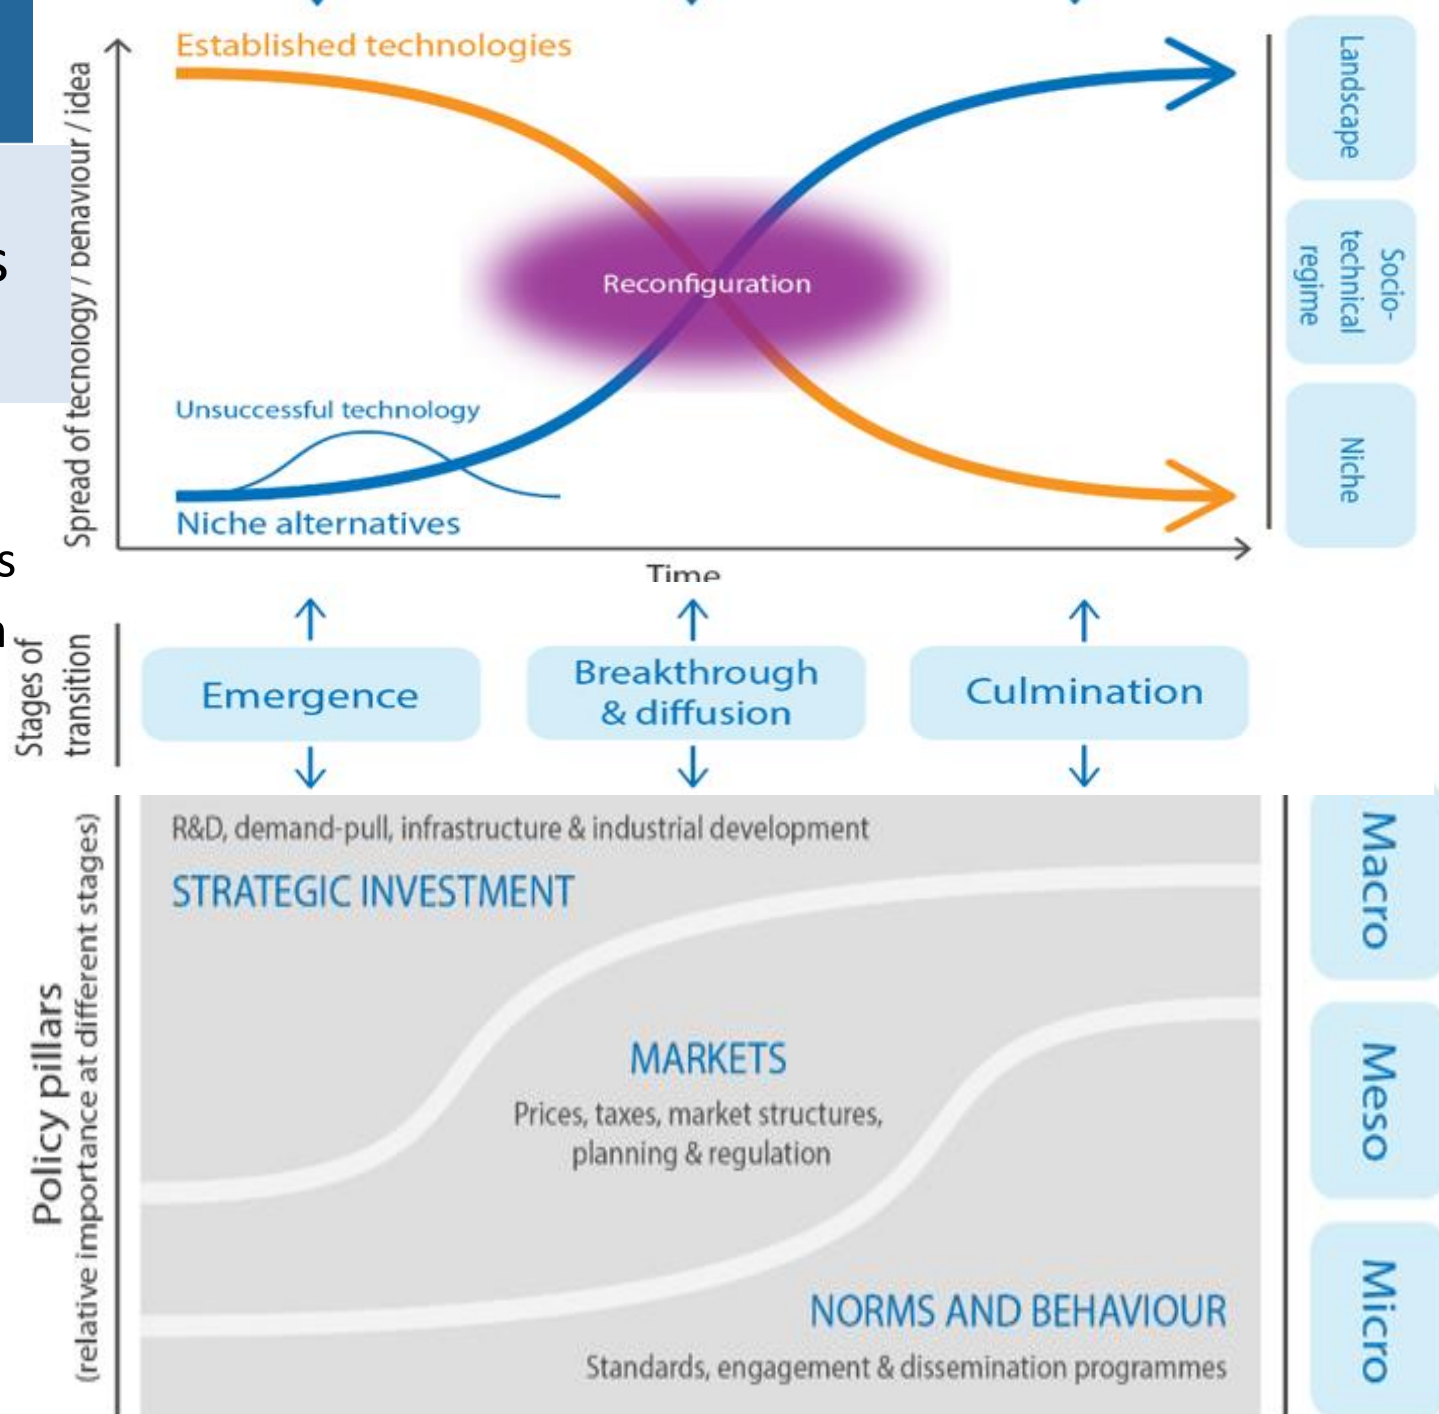 Established technologies
Landscape
Spread of tecnology / benaviour / idea
s
Reconfiguration
Socio-
technical
regime
Unsuccessful technology
Niche
Niche alternatives
s
Time
n
Stages of
transition
Emergence
Breakthrough
& diffusion
Culmination
R&D, demand-pull, infrastructure & industrial development
STRATEGIC INVESTMENT
Macro
Policy pillars
(relative importance at different stages)
MARKETS
Prices, taxes, market structures,
planning & regulation
Meso
NORMS AND BEHAVIOUR
Standards, engagement & dissemination programmes
Micro